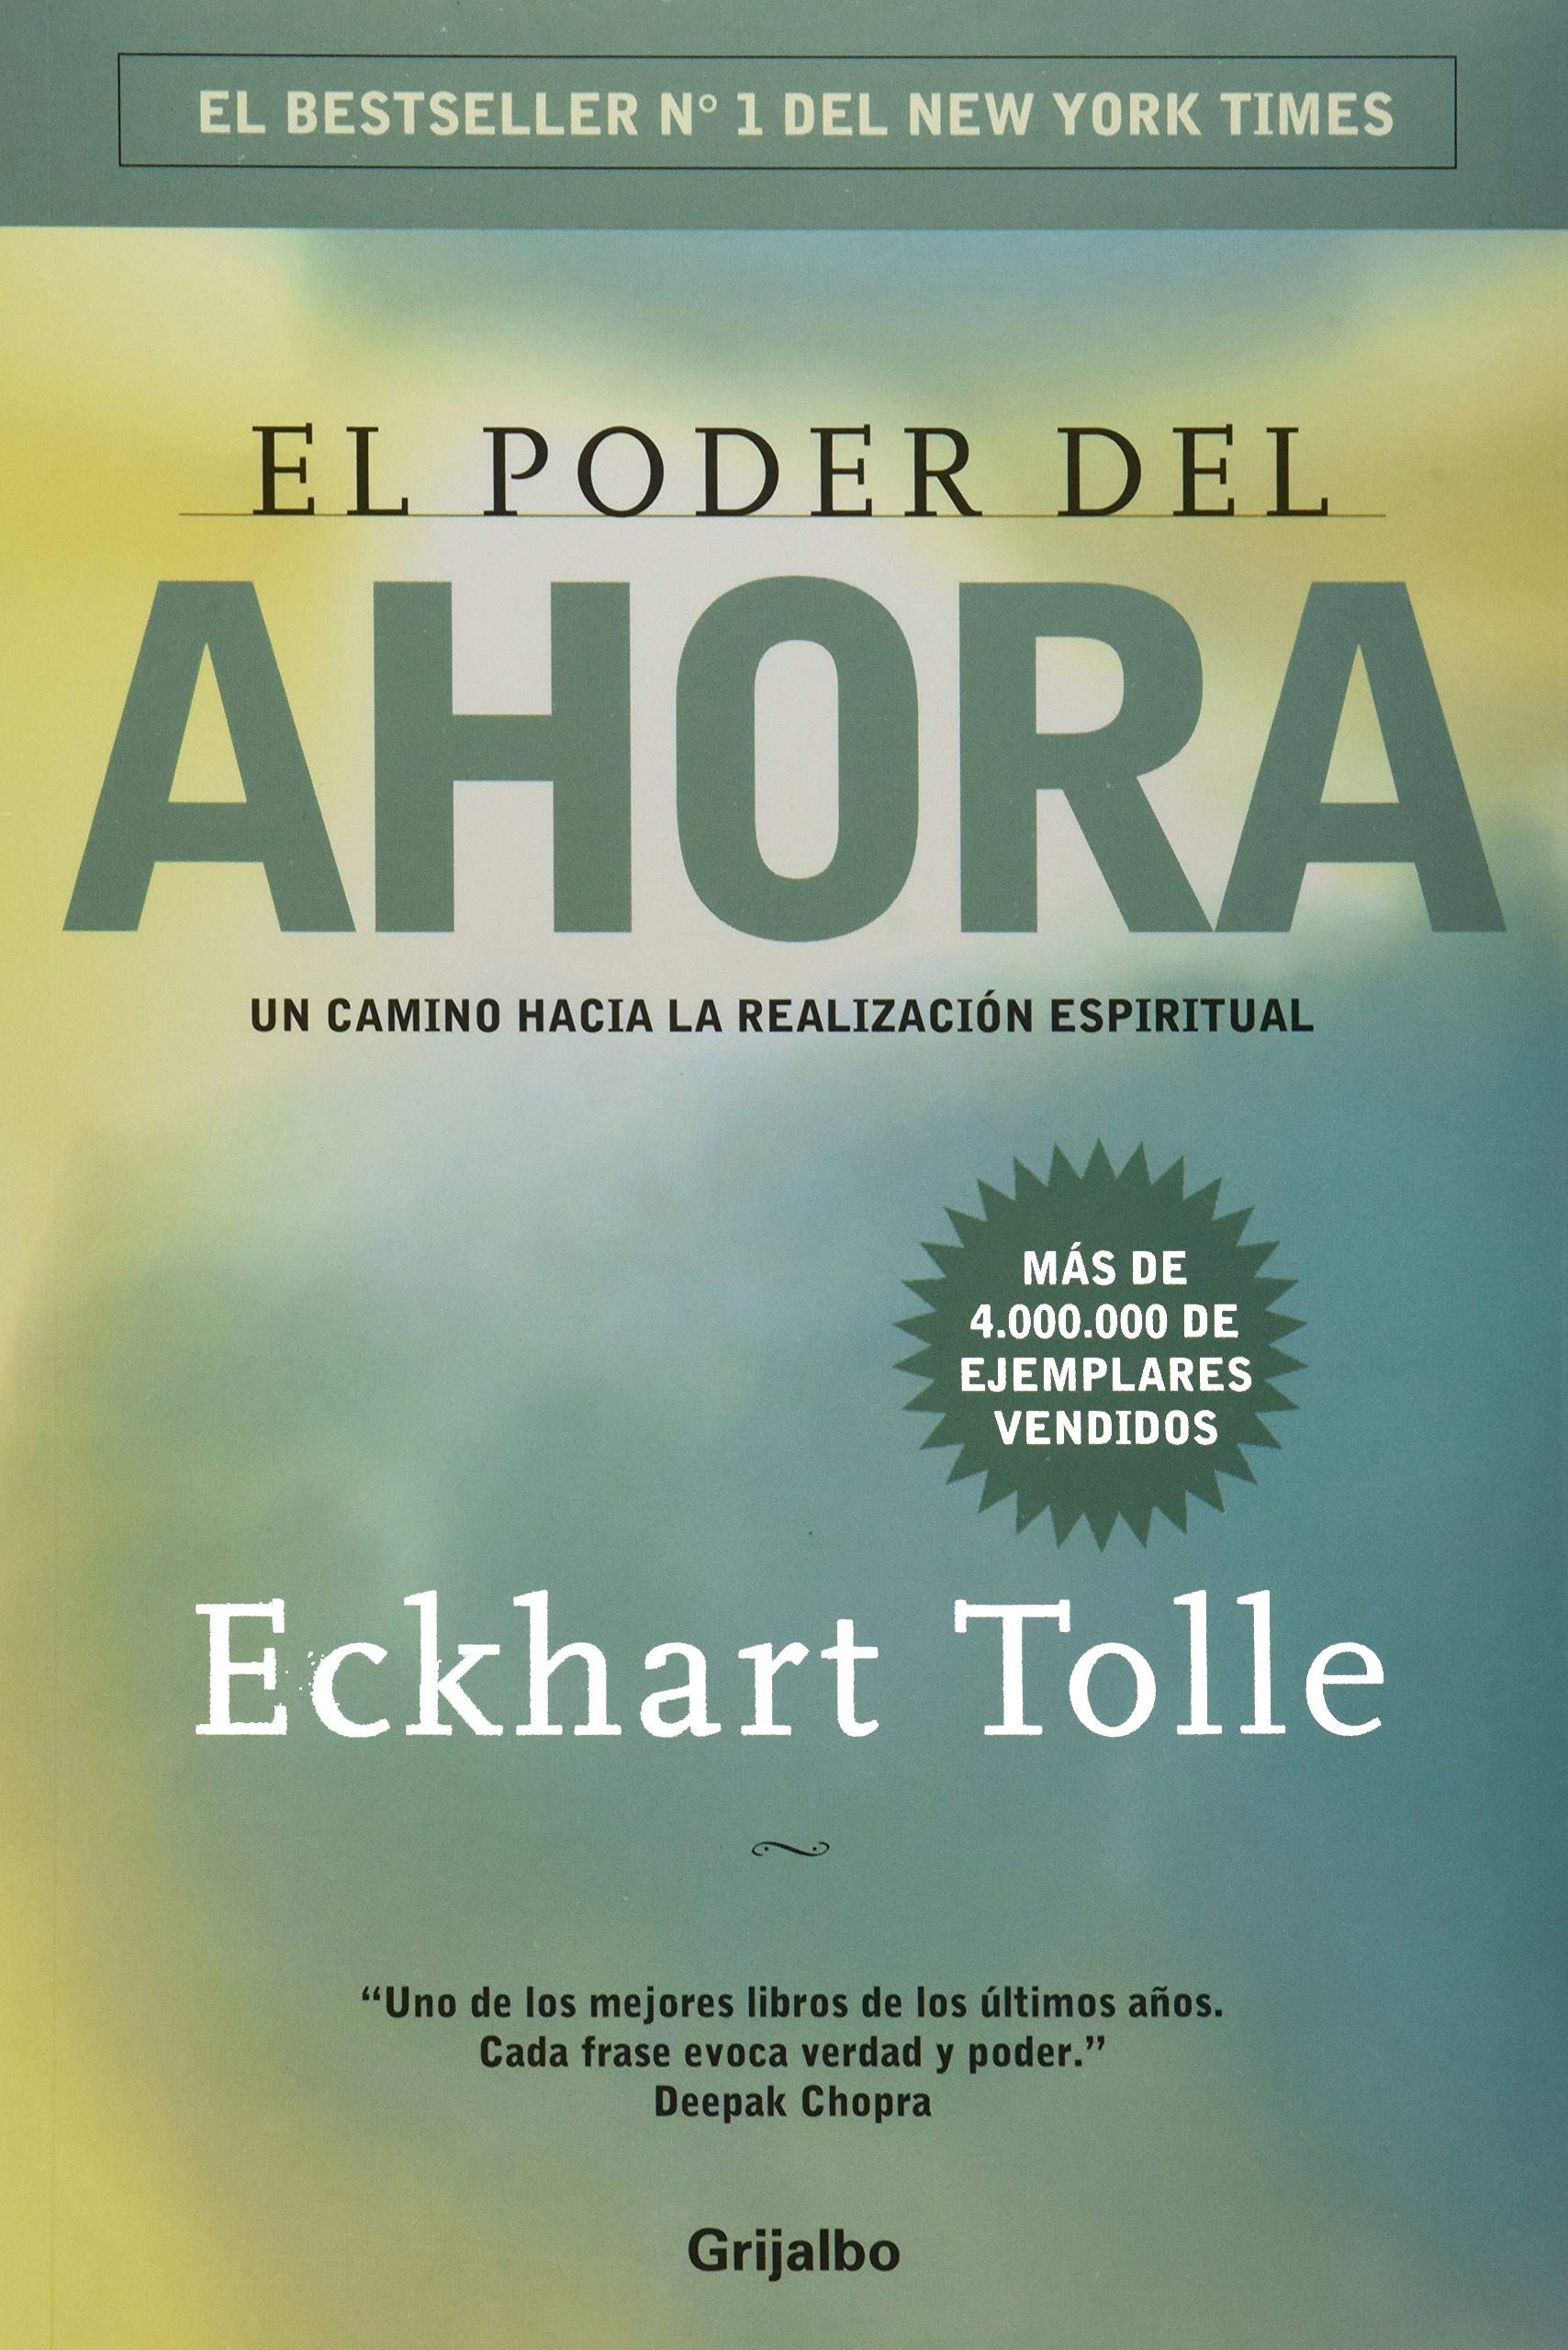 EL BESTSELLER N° 1 DEL NEW YORK TIMES
EL PODER DEL
AHORA
UN CAMINO HACIA LA REALIZACIÓN ESPIRITUAL
MÁS DE
4.000.000 DE
EJEMPLARES
VENDIDOS
Eckhart Tolle
“Uno de los mejores libros de los últimos años.
Cada frase evoca verdad y poder.”
Deepak Chopra
Grijalbo